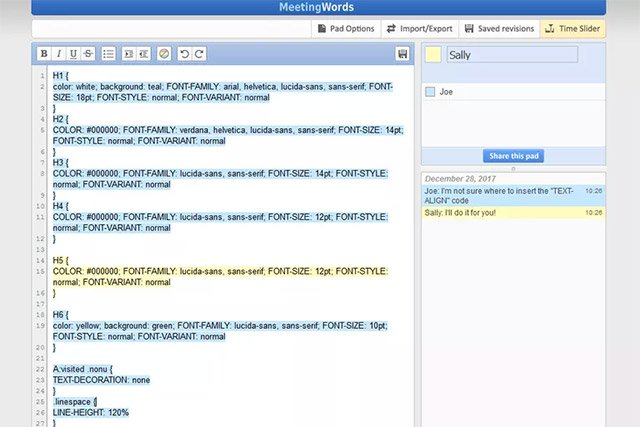 MeetingWords
Pad Options
Import/Export
Saved revisions
Time Slider
B I U S
1 H1 {
2 color: white; background: teal; FONT-FAMILY: arial, helvetica, lucida-sans, sans-serif; FONT-
SIZE: 18pt; FONT-STYLE: normal; FONT-VARIANT: normal
3 }
4 H2 {
5 COLOR: #000000; FONT-FAMILY: verdana, helvetica, lucida-sans, sans-serif; FONT-SIZE: 14pt;
FONT-STYLE: normal; FONT-VARIANT: normal
6 }
7 H3 {
8 COLOR: #000000; FONT-FAMILY: lucida-sans, sans-serif; FONT-SIZE: 14pt; FONT-STYLE:
normal; FONT-VARIANT: normal
9 }
10 H4 {
11 COLOR: #000000; FONT-FAMILY: lucida-sans, sans-serif; FONT-SIZE: 12pt; FONT-STYLE:
normal; FONT-VARIANT: normal
12 }
13
14 H5 {
15 COLOR: #000000; FONT-FAMILY: lucida-sans, sans-serif; FONT-SIZE: 12pt; FONT-STYLE:
normal; FONT-VARIANT: normal
16 }
17
18 H6 {
19 color: yellow; background: green; FONT-FAMILY: lucida-sans, sans-serif; FONT-SIZE: 10pt;
FONT-STYLE: normal; FONT-VARIANT: normal
20 }
21
22 A:visited .nonu {
23 TEXT-DECORATION: none
24 }
25 .linespace {
26 LINE-HEIGHT: 120%
27 }
Sally
Joe
Share this pad
December 28, 2017
Joe: I'm not sure where to insert the "TEXT- 10:26
ALIGN" code
Sally: I'll do it for you! 10:26